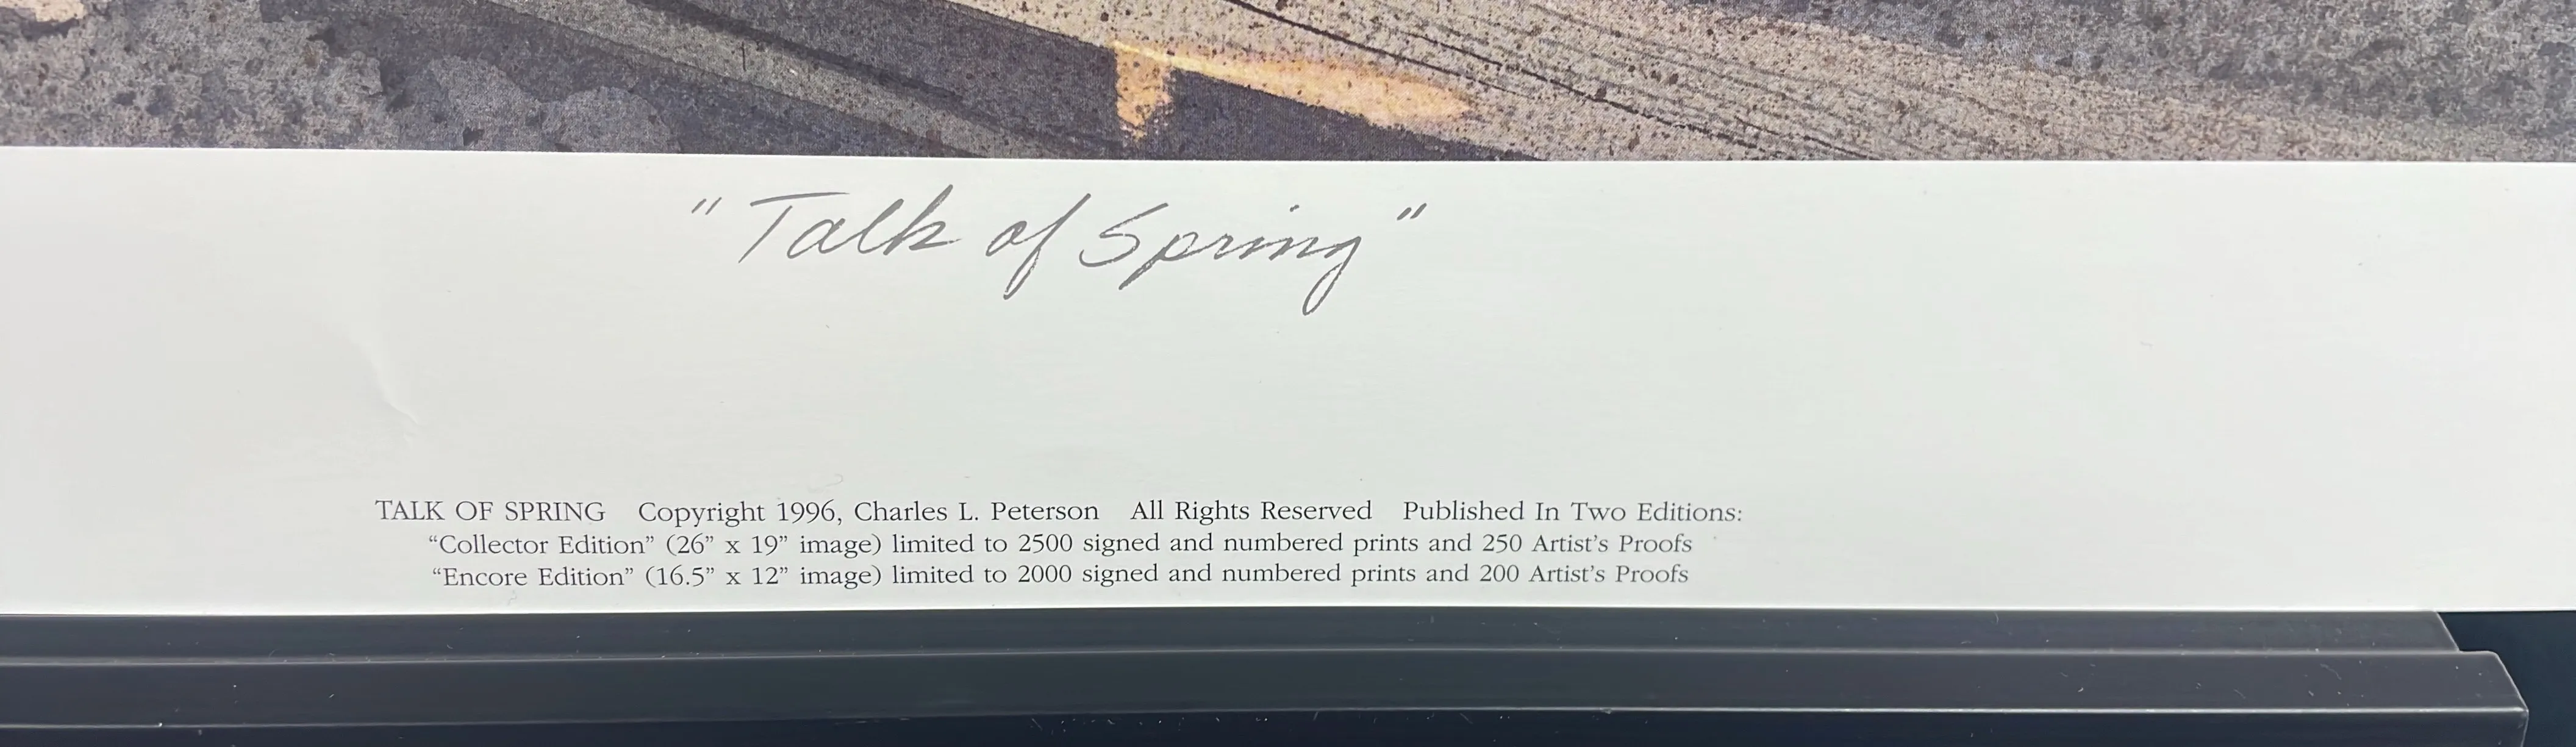 "Talk of Spring"
TALK OF SPRING Copyright 1996, Charles L. Peterson All Rights Reserved Published In Two Editions:
“Collector Edition” (26” x 19” image) limited to 2500 signed and numbered prints and 250 Artist’s Proofs
“Encore Edition” (16.5” x 12” image) limited to 2000 signed and numbered prints and 200 Artist’s Proofs